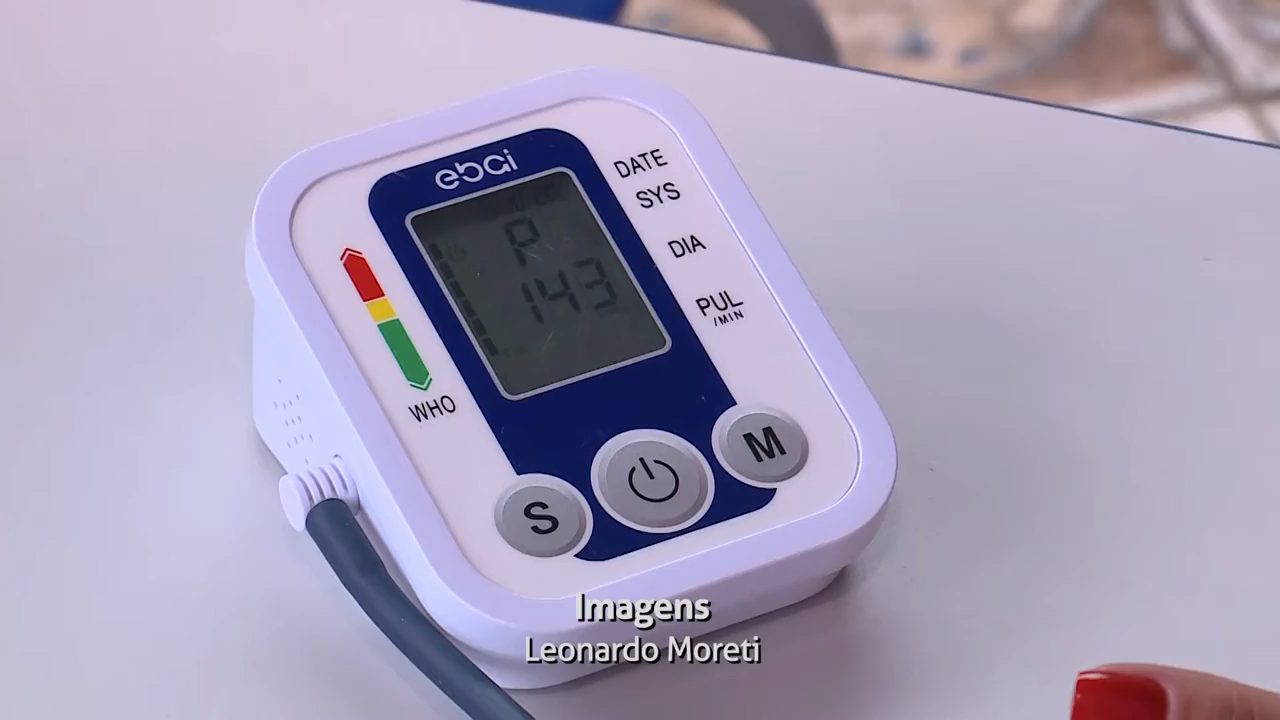 ebai
DATE
SYS
DIA
PUL
/MIN
P
143
WHO
S
M
Imagens
Leonardo Moreti